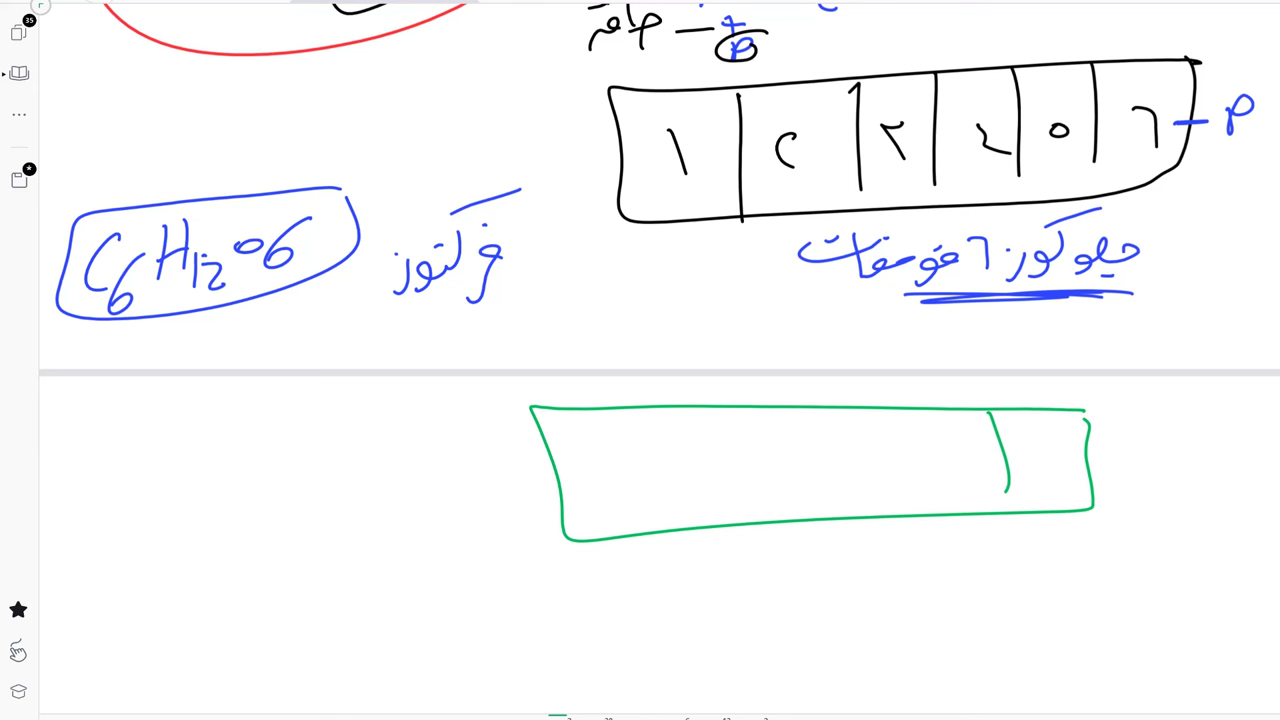 P
١ ٢ ٣ ٤ ٥ ٦ — P
جلوكوز ٦ فوسفات
فركتوز
C6H12O6